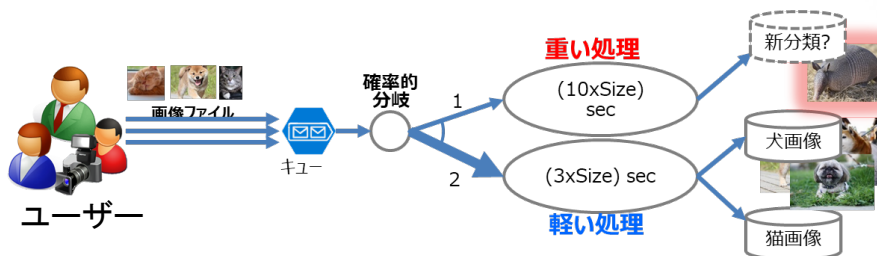 ユーザー
画像ファイル
キュー
確率的
分岐
1
2
重い処理
(10xSize)
sec
(3xSize) sec
軽い処理
新分類?
犬画像
猫画像